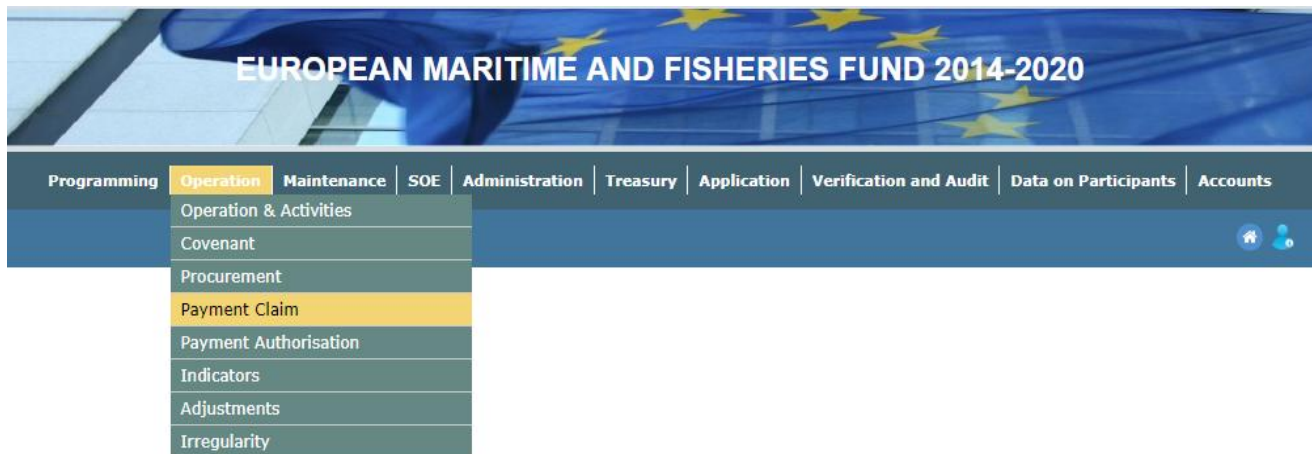 EUROPEAN MARITIME AND FISHERIES FUND 2014-2020
Programming Operation Maintenance SOE Administration Treasury Application Verification and Audit Data on Participants Accounts
Operation & Activities
Covenant
Procurement
Payment Claim
Payment Authorisation
Indicators
Adjustments
Irregularity